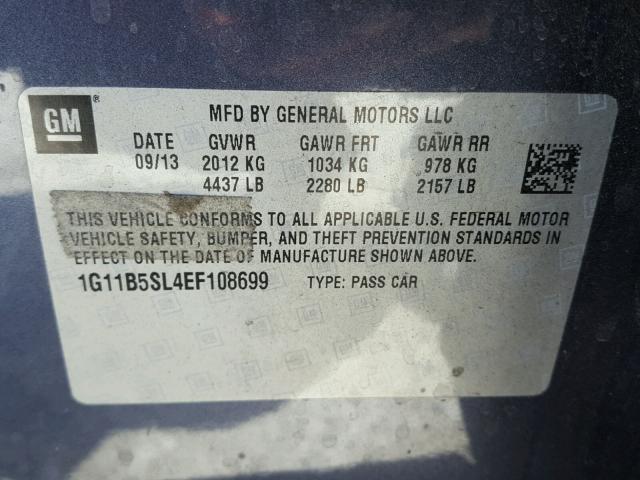 GM ®
MFD BY GENERAL MOTORS LLC
DATE GVWR GAWR FRT GAWR RR
09/13 2012 KG 1034 KG 978 KG
4437 LB 2280 LB 2157 LB
THIS VEHICLE CONFORMS TO ALL APPLICABLE U.S. FEDERAL MOTOR
VEHICLE SAFETY, BUMPER, AND THEFT PREVENTION STANDARDS IN
EFFECT ON THE DATE OF MANUFACTURE SHOWN ABOVE.
1G11B5SL4EF108699 TYPE: PASS CAR